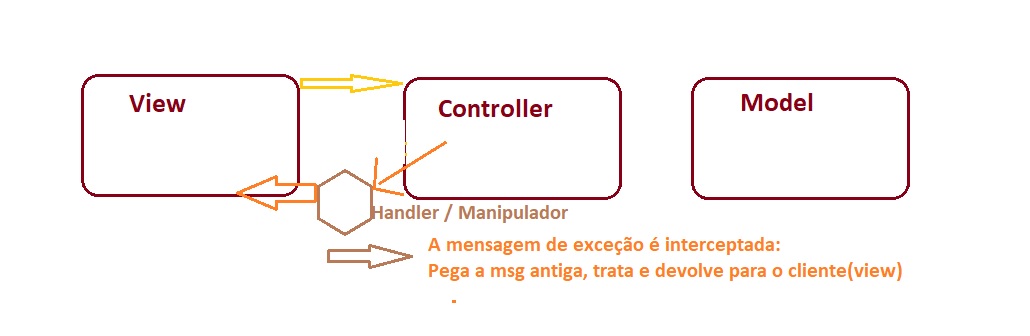 View
Controller
Model
Handler / Manipulador
A mensagem de exceção é interceptada:
Pega a msg antiga, trata e devolve para o cliente(view)